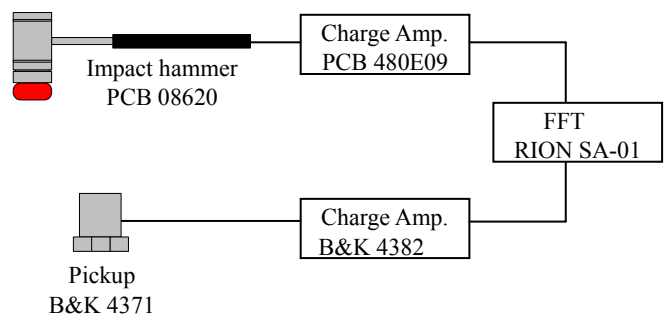 Impact hammer
PCB 08620
Charge Amp.
PCB 480E09
FFT
RION SA-01
Charge Amp.
B&K 4382
Pickup
B&K 4371